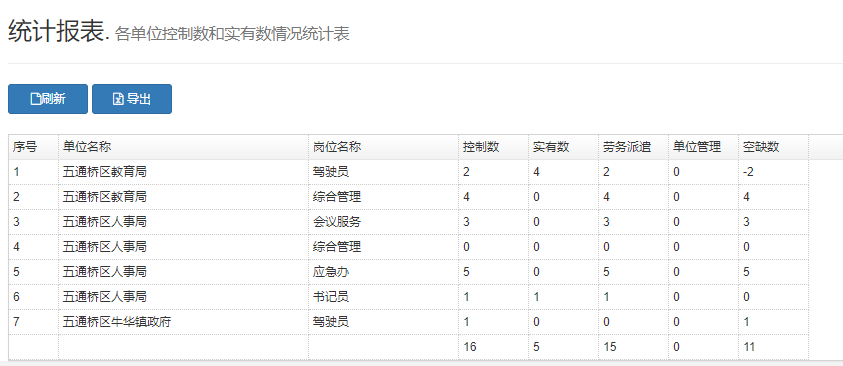 统计报表. 各单位控制数和实有数情况统计表
刷新 导出
序号 单位名称 岗位名称 控制数 实有数 劳务派遣 单位管理 空缺数
1 五通桥区教育局 驾驶员 2 4 2 0 -2
2 五通桥区教育局 综合管理 4 0 4 0 4
3 五通桥区人事局 会议服务 3 0 3 0 3
4 五通桥区人事局 综合管理 0 0 0 0 0
5 五通桥区人事局 应急办 5 0 5 0 5
6 五通桥区人事局 书记员 1 1 1 0 0
7 五通桥区牛华镇政府 驾驶员 1 0 0 0 1
16 5 15 0 11